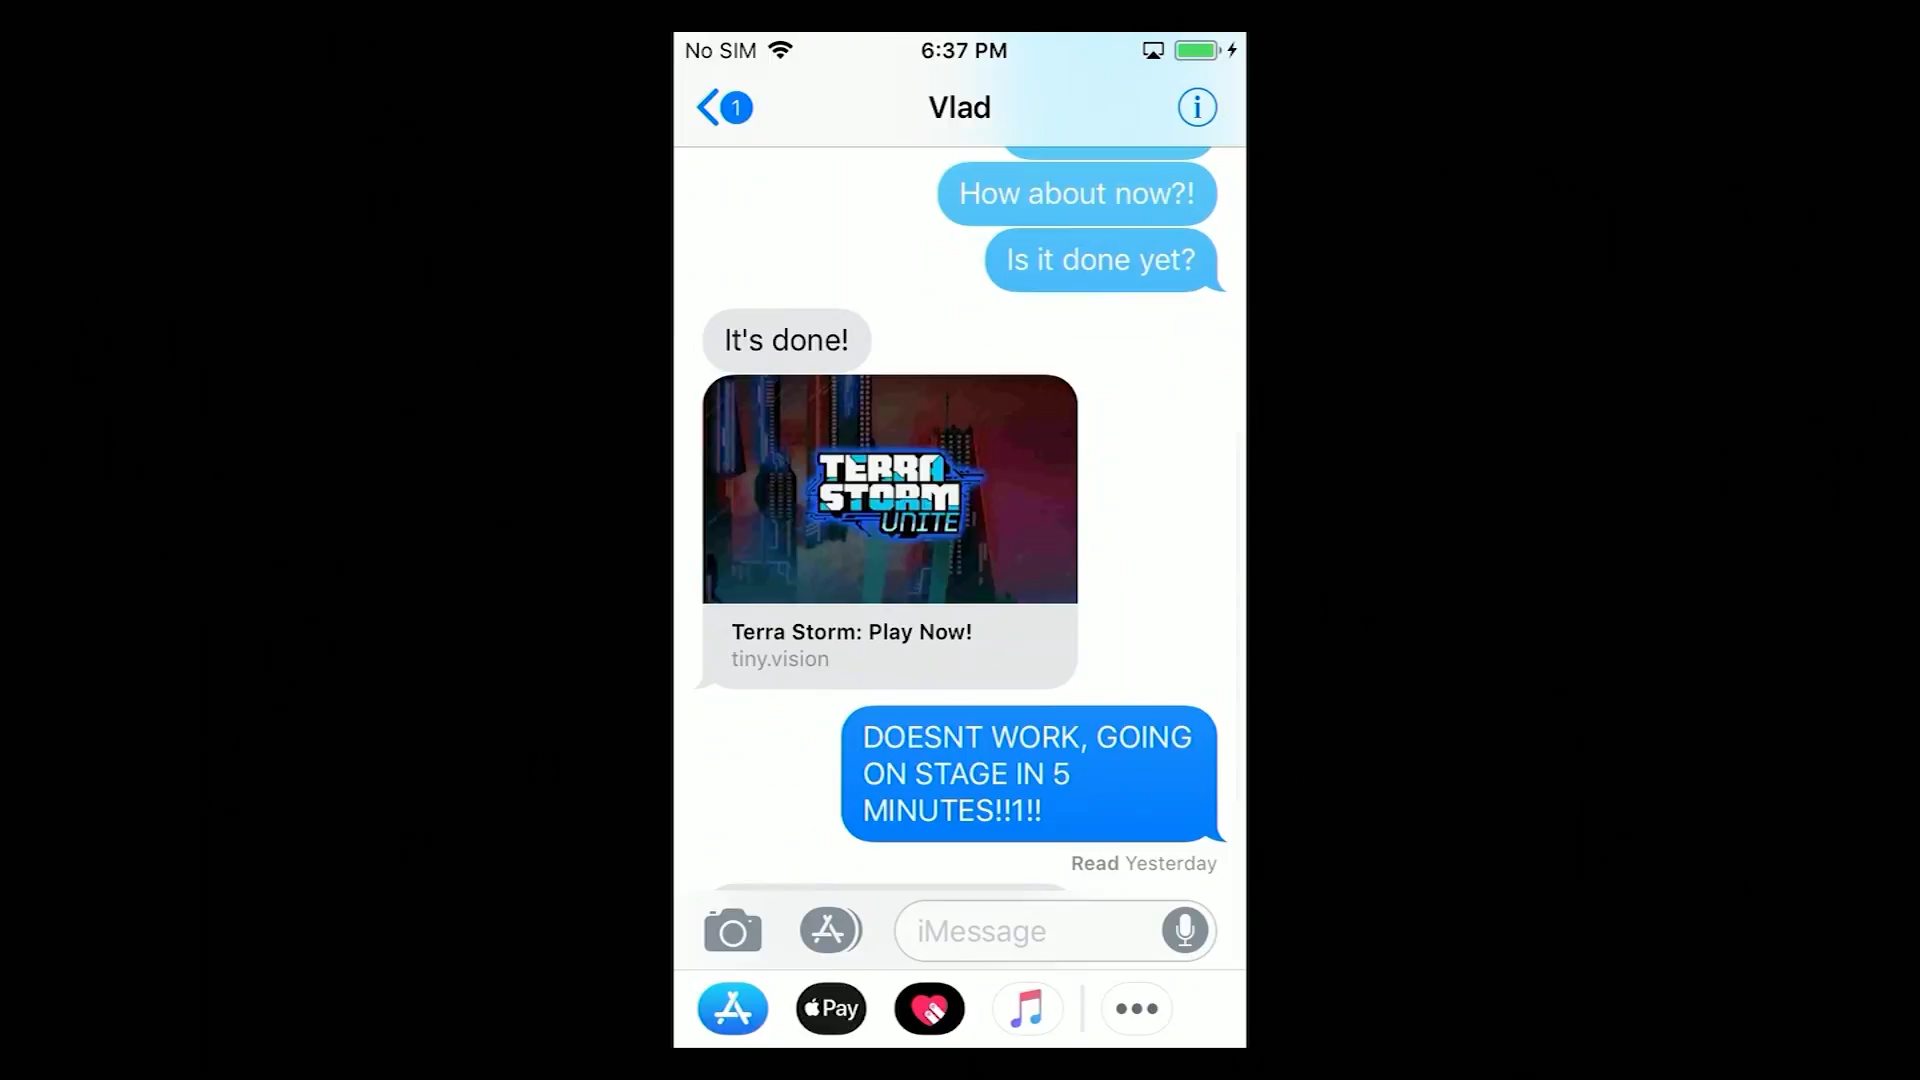 No SIM
6:37 PM
1
Vlad
i
How about now?!
Is it done yet?
It's done!
TERRA
STORM
UNITE
Terra Storm: Play Now!
tiny.vision
DOESNT WORK, GOING
ON STAGE IN 5
MINUTES!!1!!
Read Yesterday
iMessage
Pay